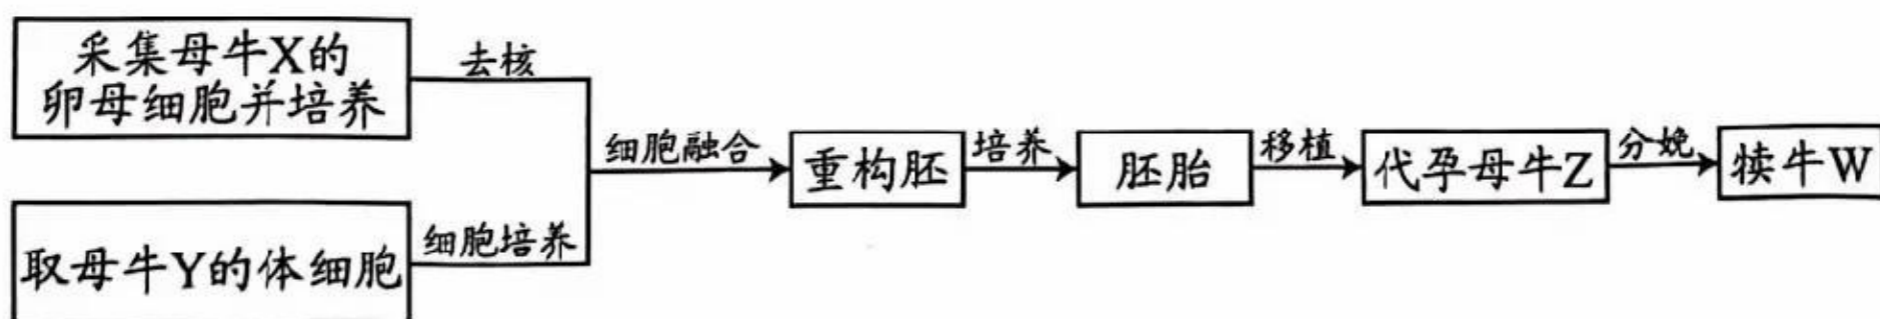 采集母牛X的
卵母细胞并培养
去核
取母牛Y的体细胞
细胞培养
细胞融合
重构胚
培养
胚胎
移植
代孕母牛Z
分娩
犊牛W